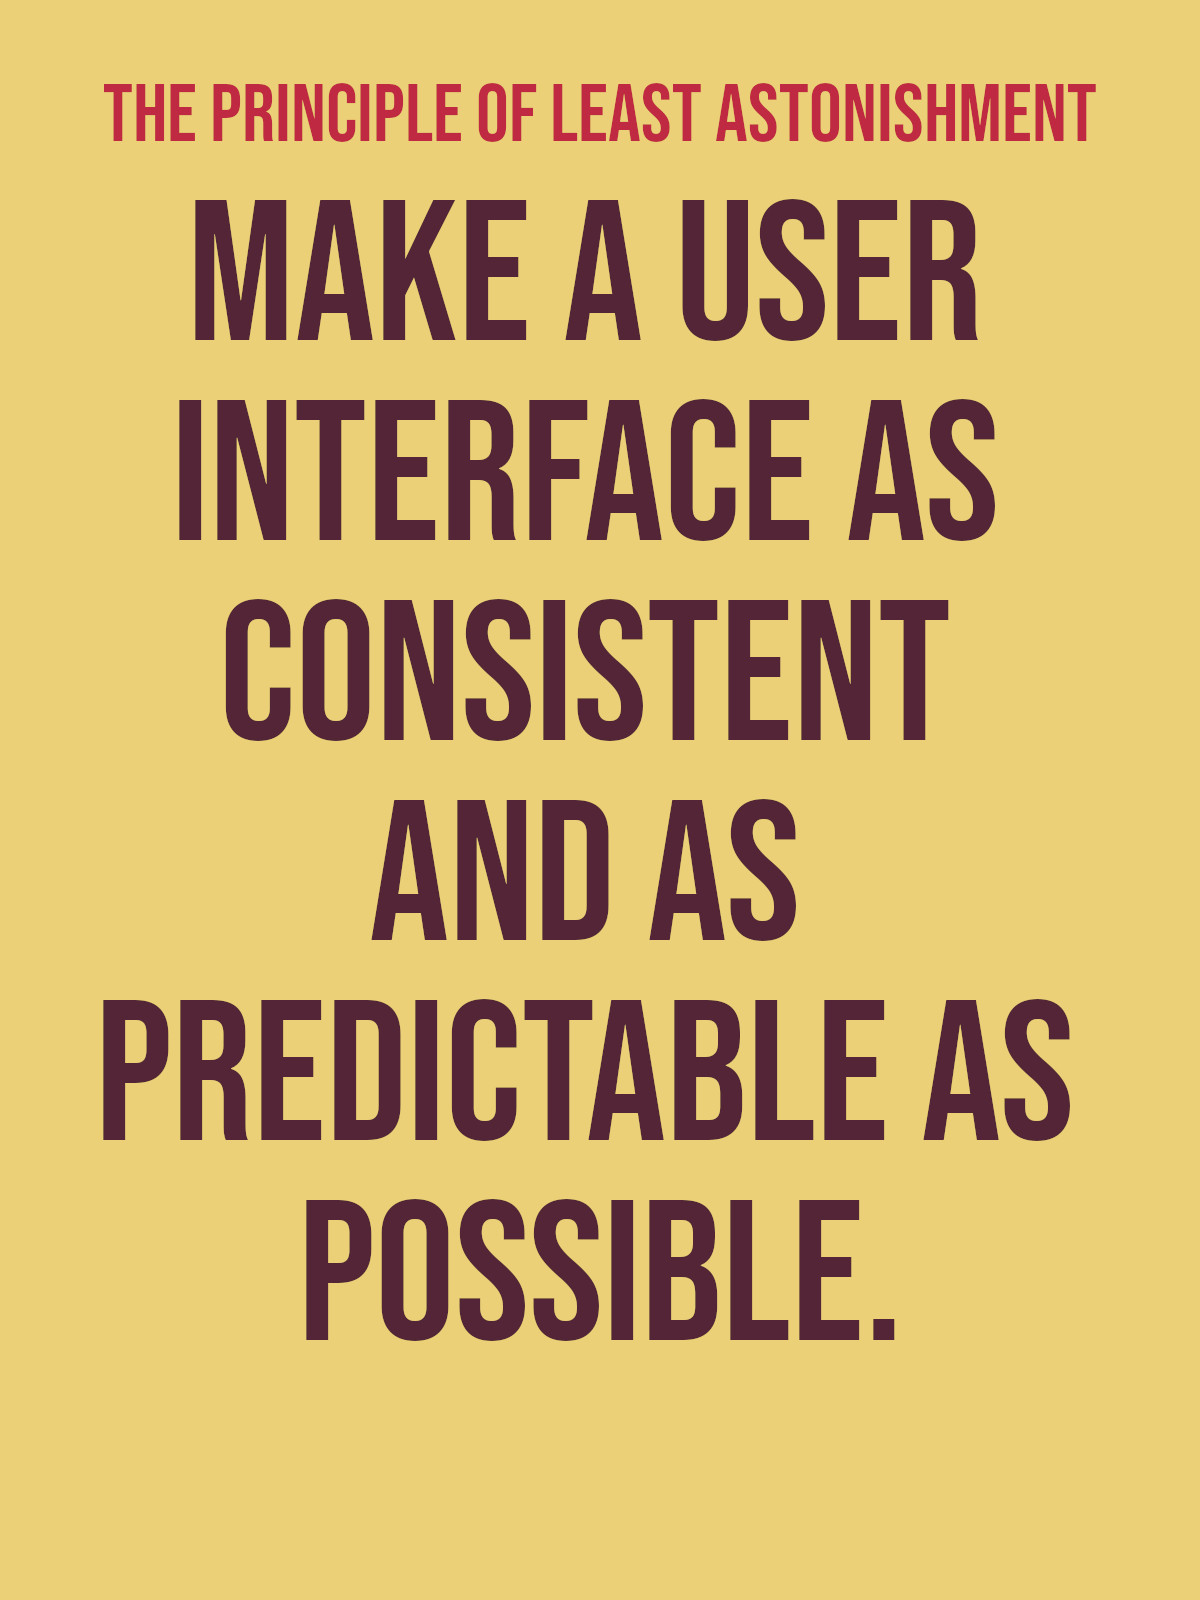 THE PRINCIPLE OF LEAST ASTONISHMENT
MAKE A USER
INTERFACE AS
CONSISTENT
AND AS
PREDICTABLE AS
POSSIBLE.